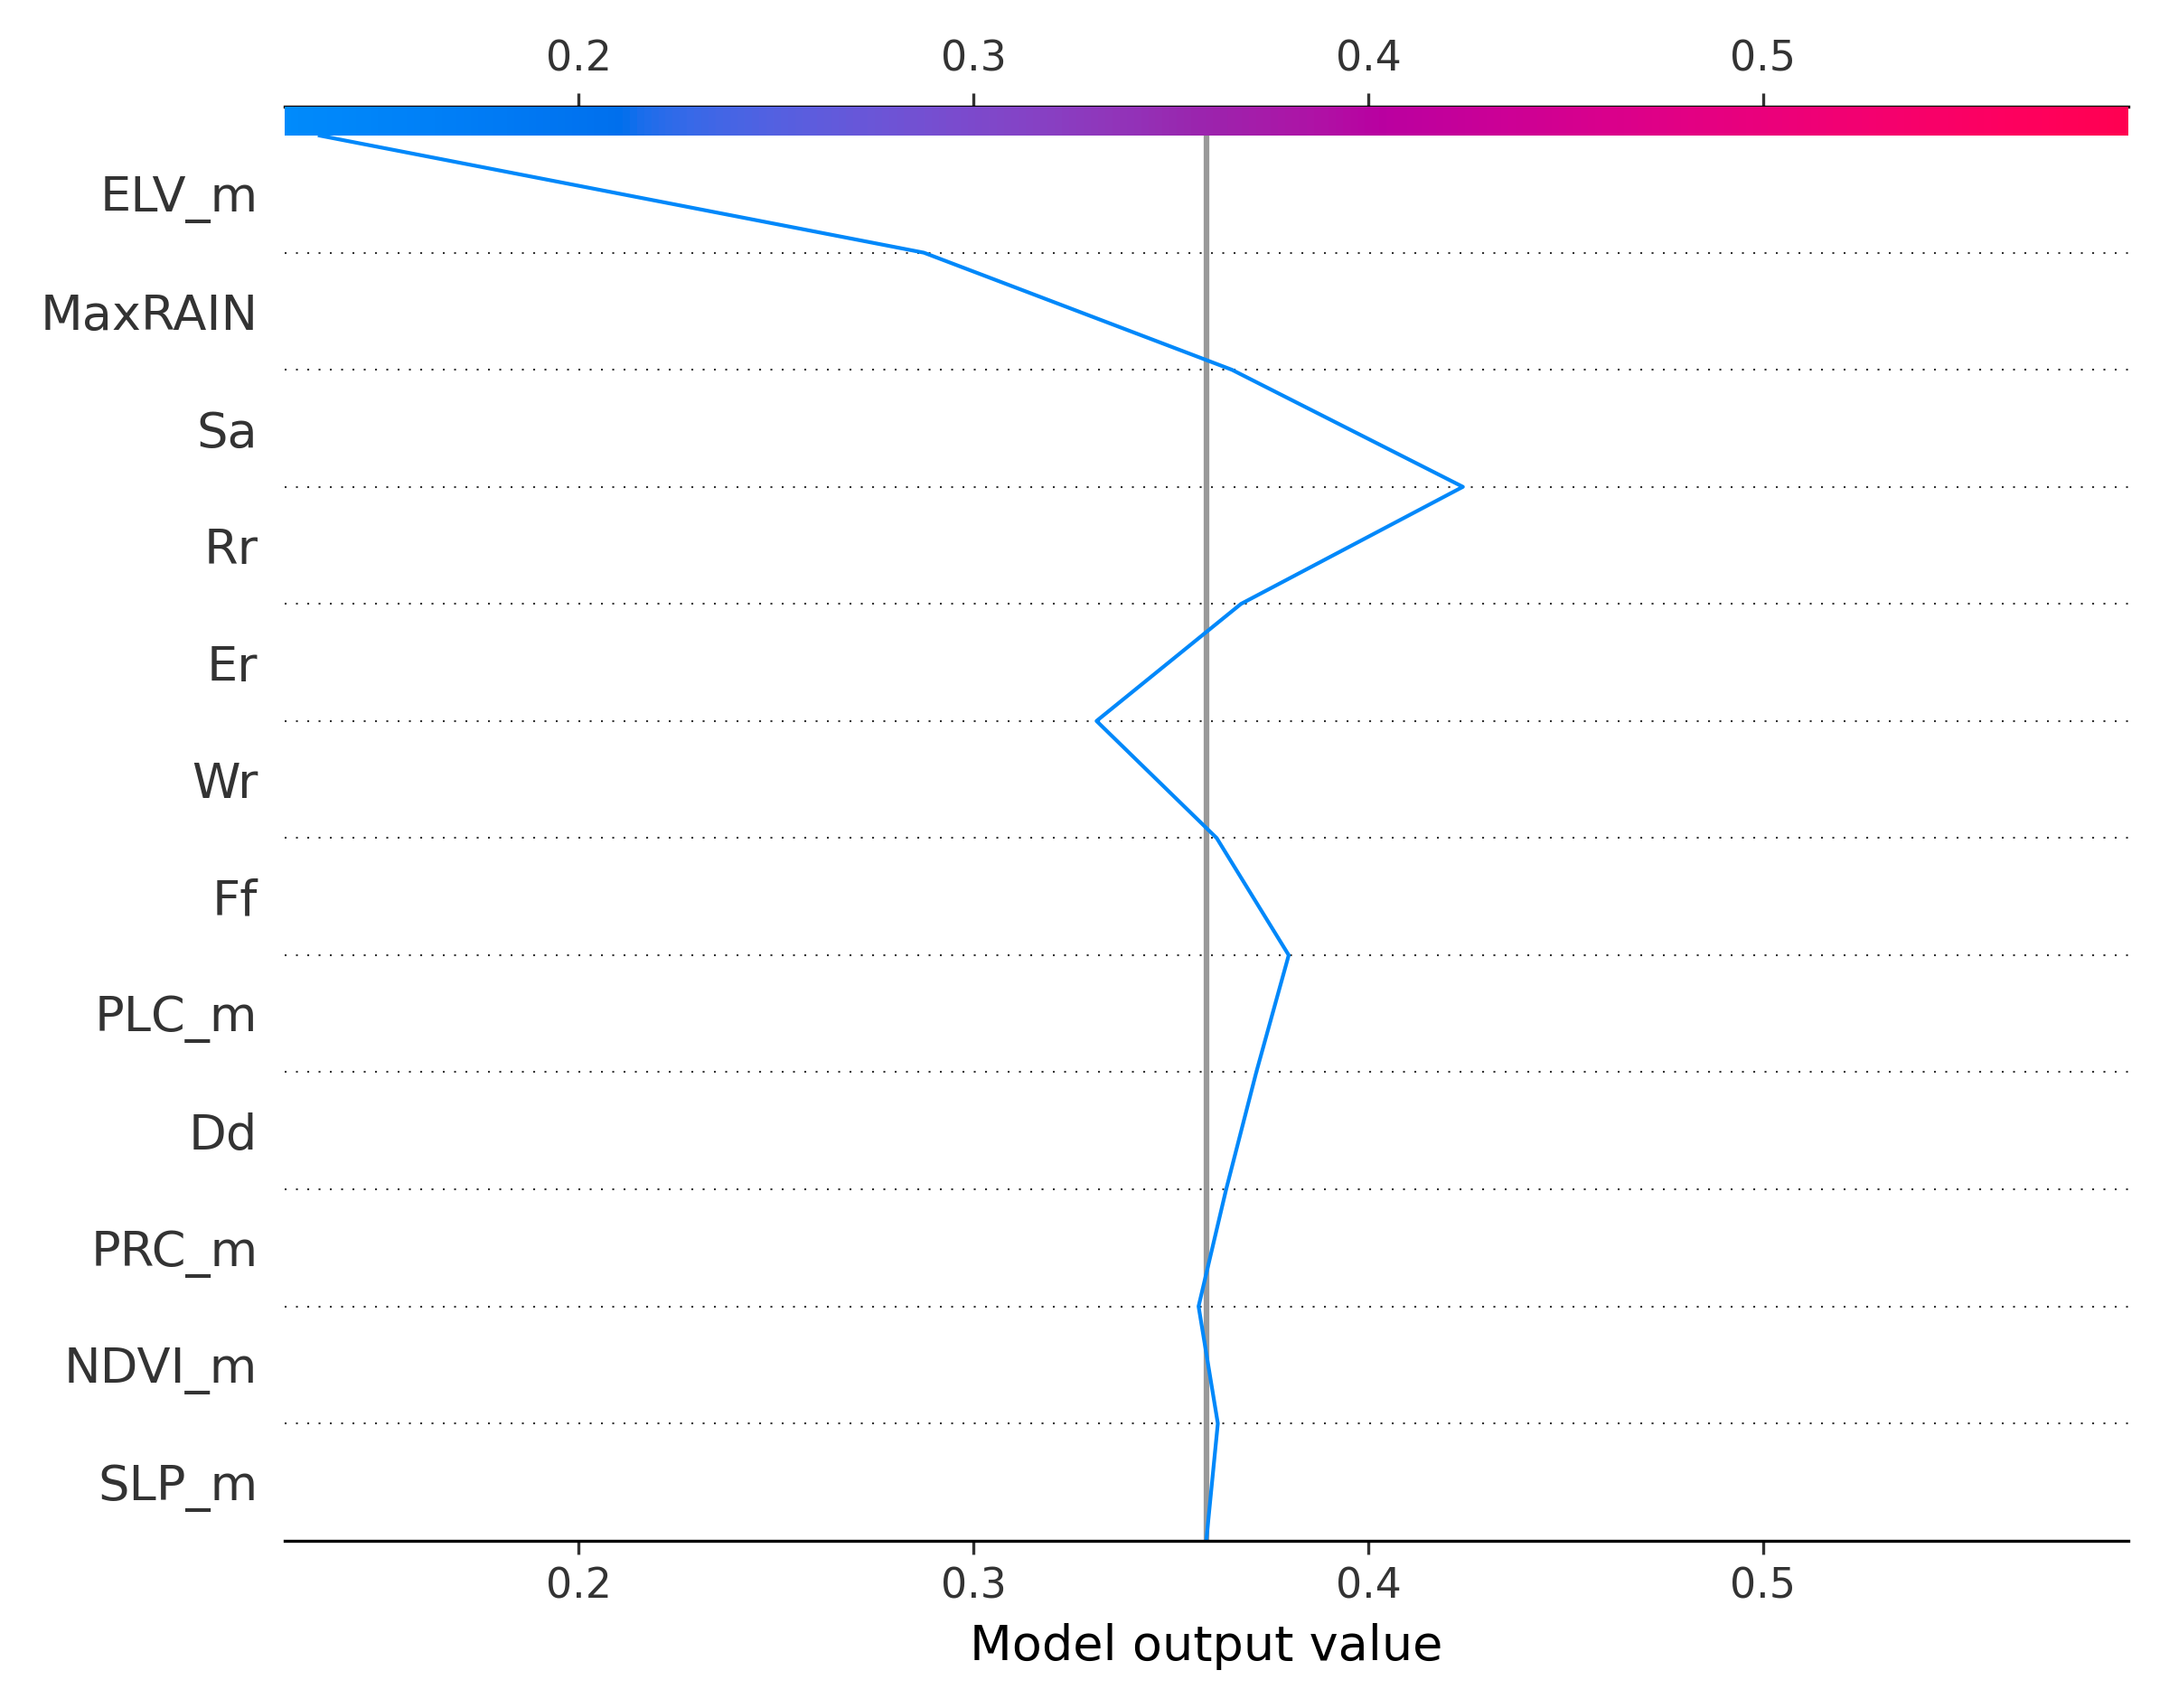 0.2 0.3 0.4 0.5
ELV_m
MaxRAIN
Sa
Rr
Er
Wr
Ff
PLC_m
Dd
PRC_m
NDVI_m
SLP_m
0.2 0.3 0.4 0.5
Model output value